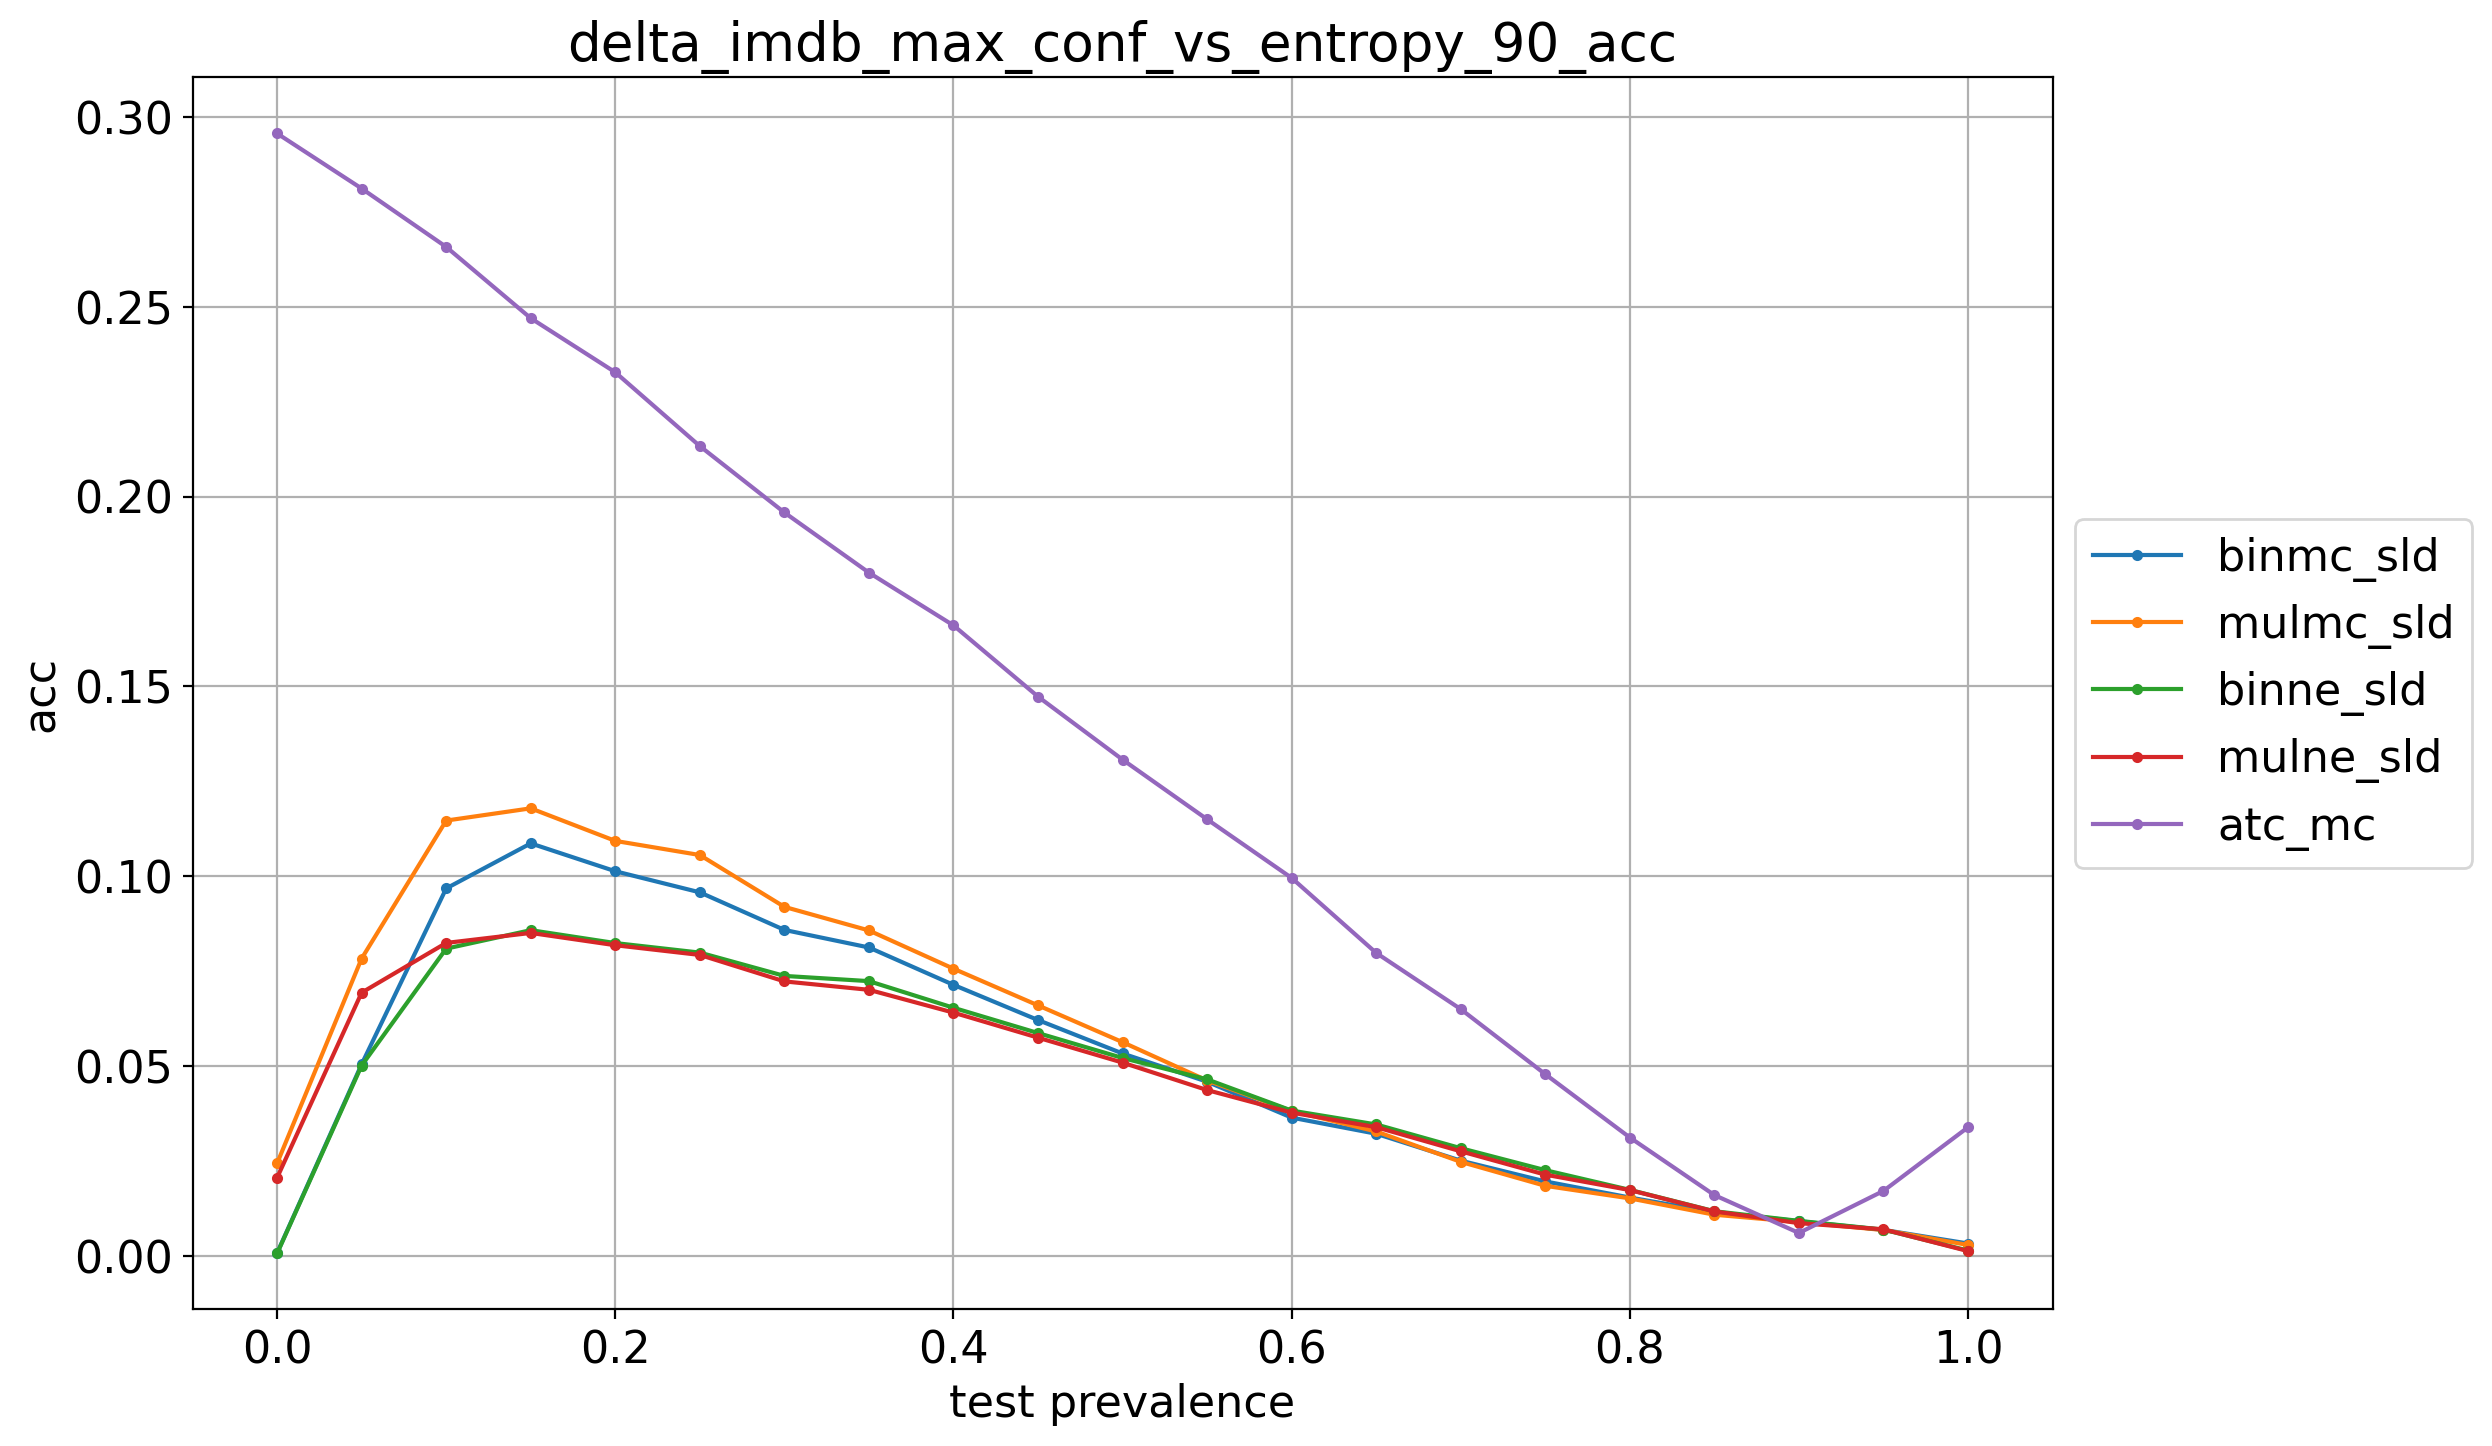 delta_imdb_max_conf_vs_entropy_90_acc
0.30
0.25
0.20
0.15
0.10
0.05
0.00
acc
0.0 0.2 0.4 0.6 0.8 1.0
test prevalence
binmc_sld
mulmc_sld
binne_sld
mulne_sld
atc_mc